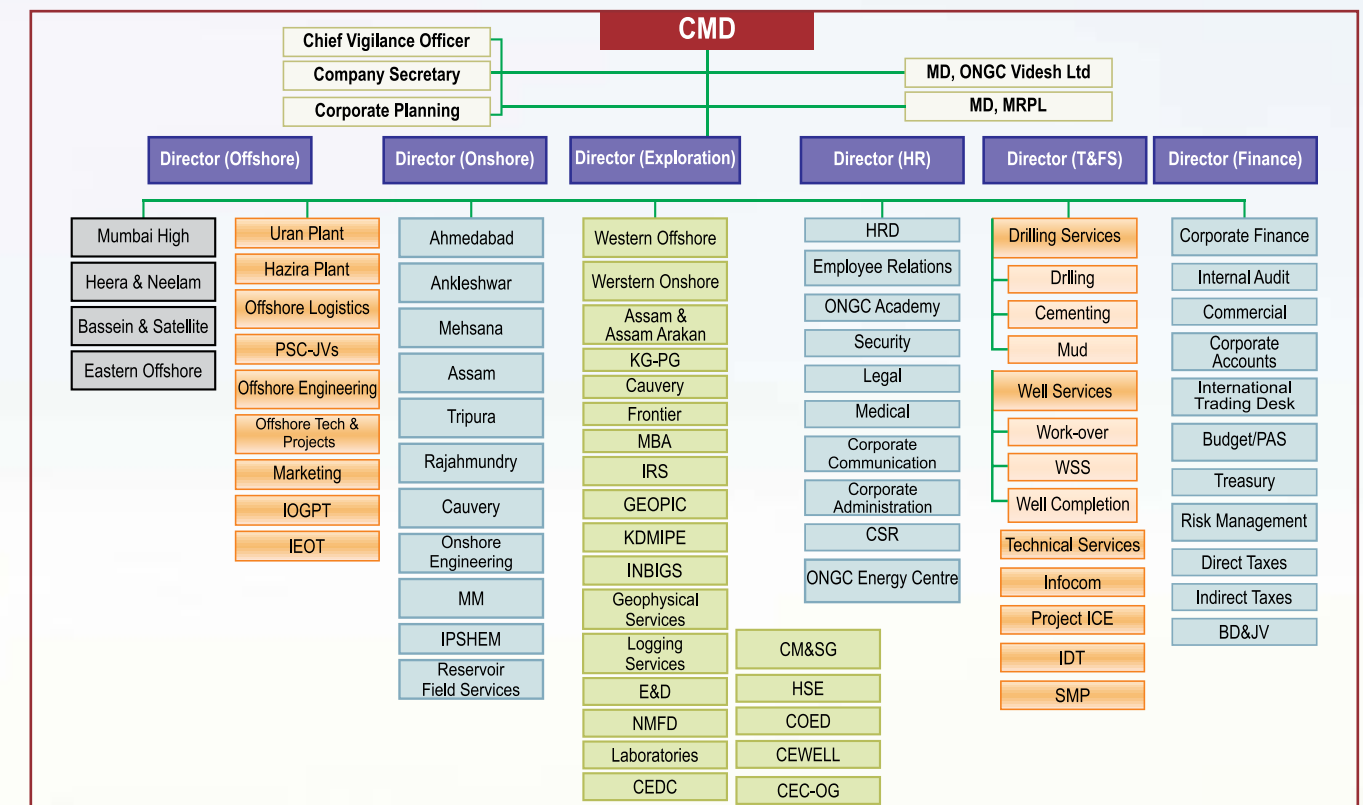 CMD
Chief Vigilance Officer
Company Secretary
Corporate Planning
MD, ONGC Videsh Ltd
MD, MRPL
Director (Offshore)
Director (Onshore)
Director (Exploration)
Director (HR)
Director (T&FS)
Director (Finance)
Mumbai High
Heera & Neelam
Bassein & Satellite
Eastern Offshore
Uran Plant
Hazira Plant
Offshore Logistics
PSC-JVs
Offshore Engineering
Offshore Tech &
Projects
Marketing
IOGPT
IEOT
Ahmedabad
Ankleshwar
Mehsana
Assam
Tripura
Rajahmundry
Cauvery
Onshore
Engineering
MM
IPSHEM
Reservoir
Field Services
Western Offshore
Werstern Onshore
Assam &
Assam Arakan
KG-PG
Cauvery
Frontier
MBA
IRS
GEOPIC
KDMIPE
INBIGS
Geophysical
Services
Logging
Services
E&D
NMFD
Laboratories
CEDC
CM&SG
HSE
COED
CEWELL
CEC-OG
HRD
Employee Relations
ONGC Academy
Security
Legal
Medical
Corporate
Communication
Corporate
Administration
CSR
ONGC Energy Centre
Drilling Services
Drlling
Cementing
Mud
Well Services
Work-over
WSS
Well Completion
Technical Services
Infocom
Project ICE
IDT
SMP
Corporate Finance
Internal Audit
Commercial
Corporate
Accounts
International
Trading Desk
Budget/PAS
Treasury
Risk Management
Direct Taxes
Indirect Taxes
BD&JV